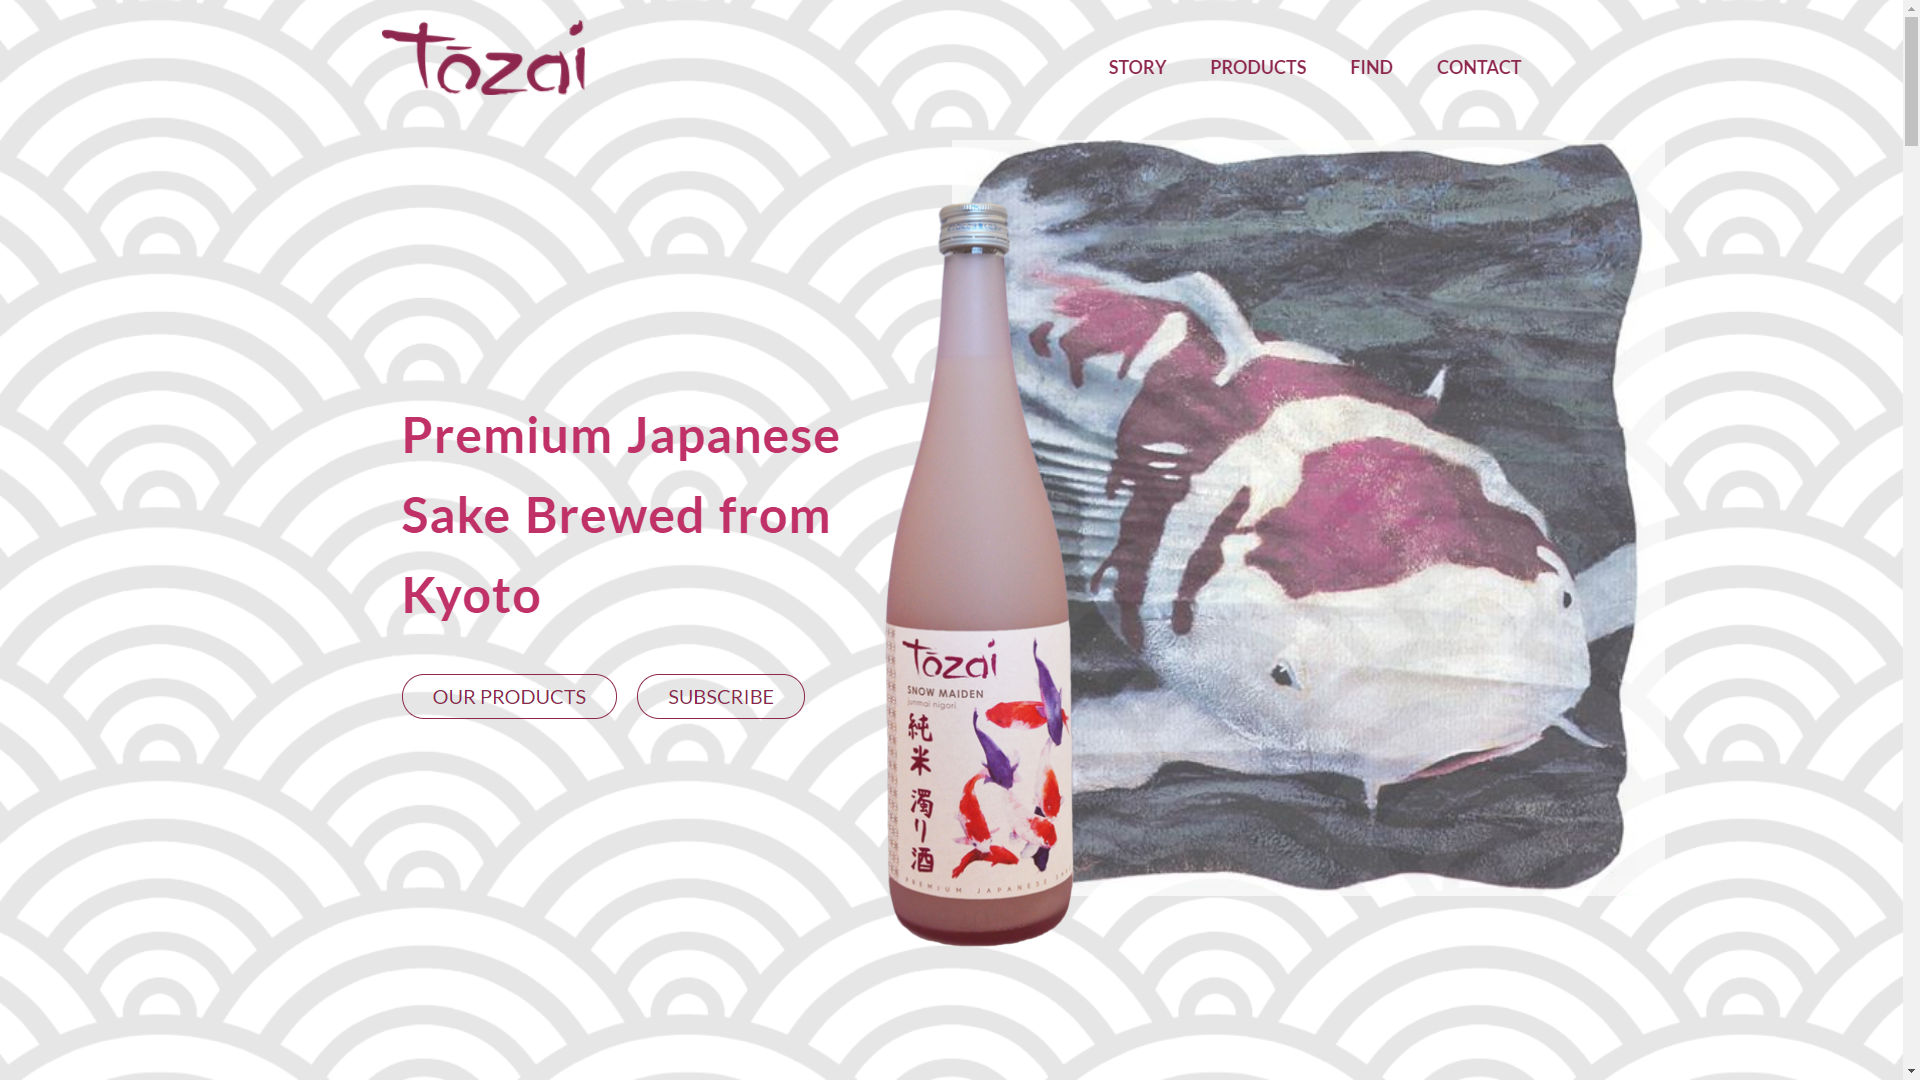 Tōzai
STORY
PRODUCTS
FIND
CONTACT
Premium Japanese
Sake Brewed from
Kyoto
OUR PRODUCTS
SUBSCRIBE
Tōzai
SNOW MAIDEN
junmai nigori
純米 濁り酒
PREMIUM JAPANESE